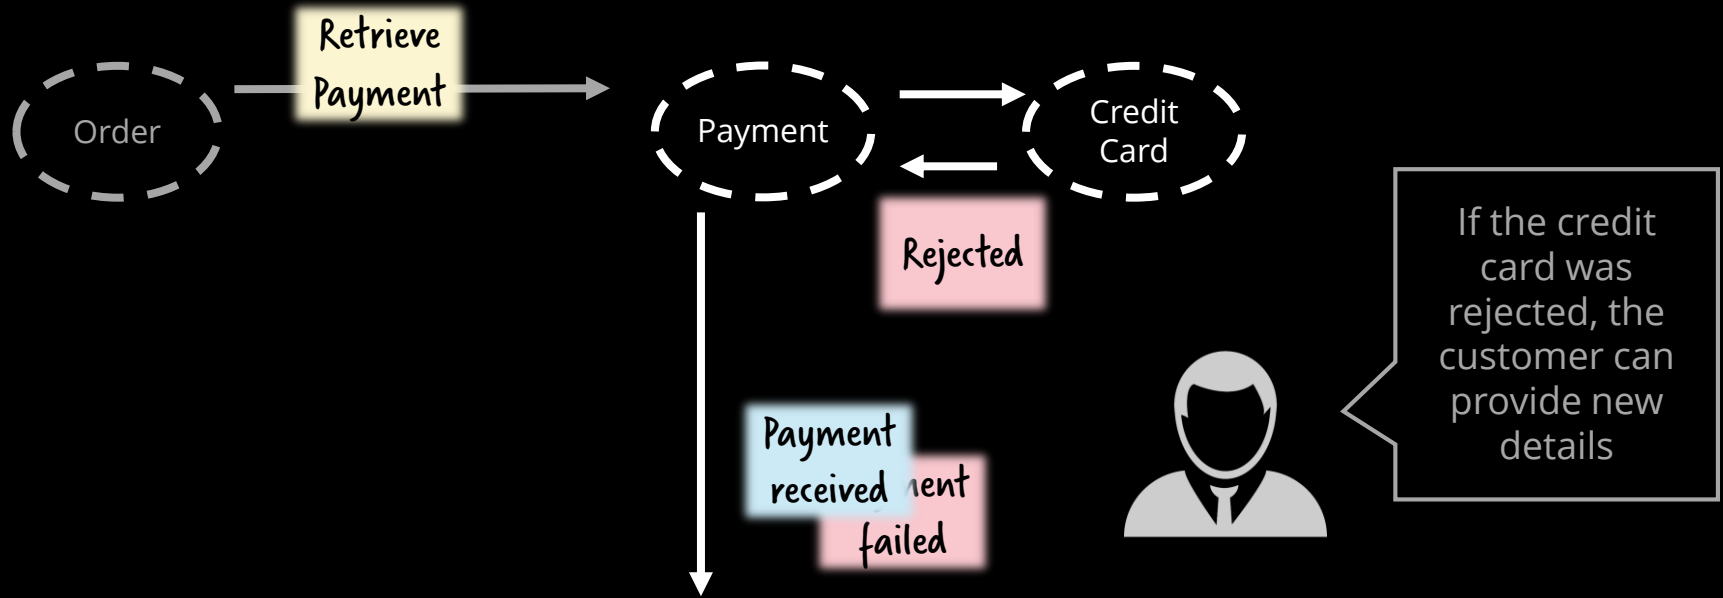 Retrieve
Payment
Order
Payment
Credit
Card
Rejected
If the credit
card was
rejected, the
customer can
provide new
details
Payment
received
failed